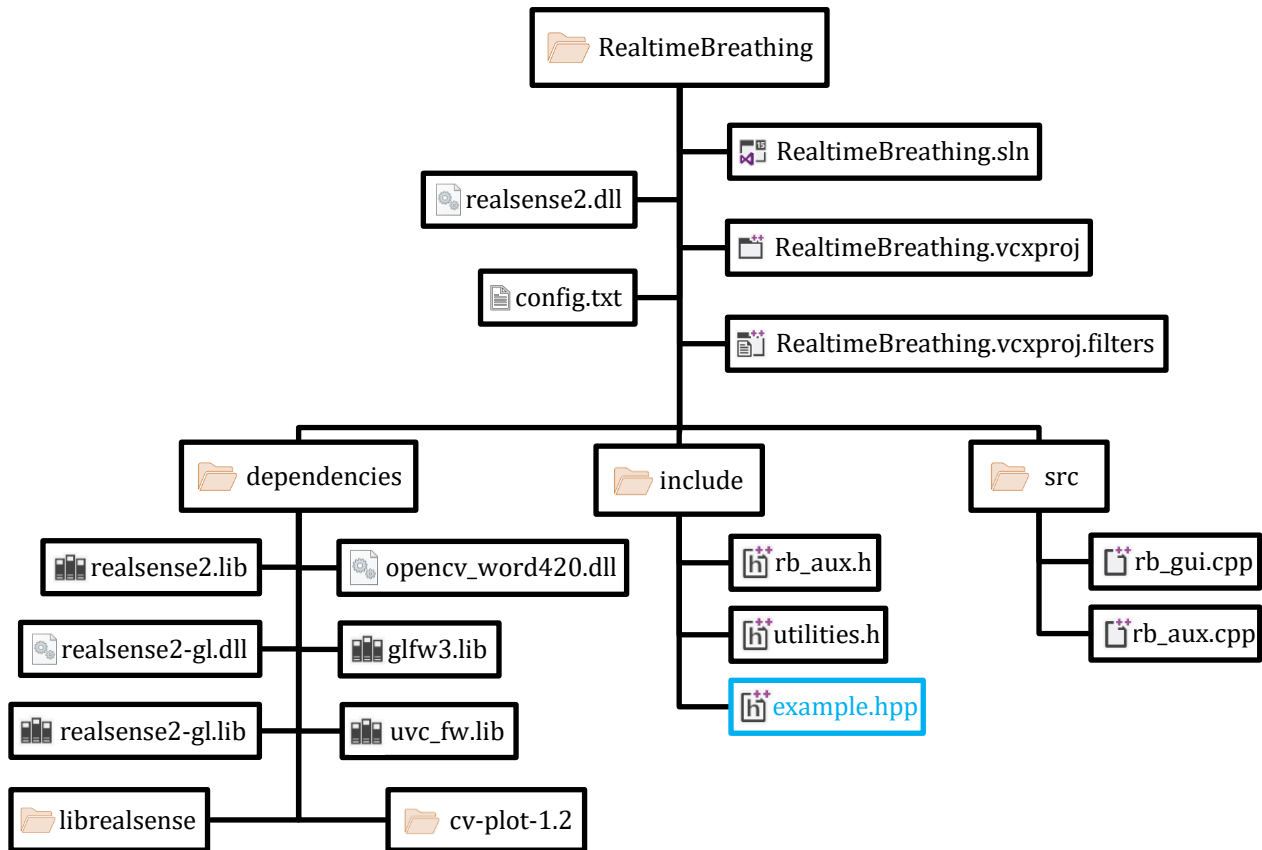 RealtimeBreathing
RealtimeBreathing.sln
realsense2.dll
RealtimeBreathing.vcxproj
config.txt
RealtimeBreathing.vcxproj.filters
dependencies
include
src
realsense2.lib
opencv_word420.dll
rb_aux.h
rb_gui.cpp
realsense2-gl.dll
glfw3.lib
utilities.h
rb_aux.cpp
realsense2-gl.lib
uvc_fw.lib
example.hpp
librealsense
cv-plot-1.2